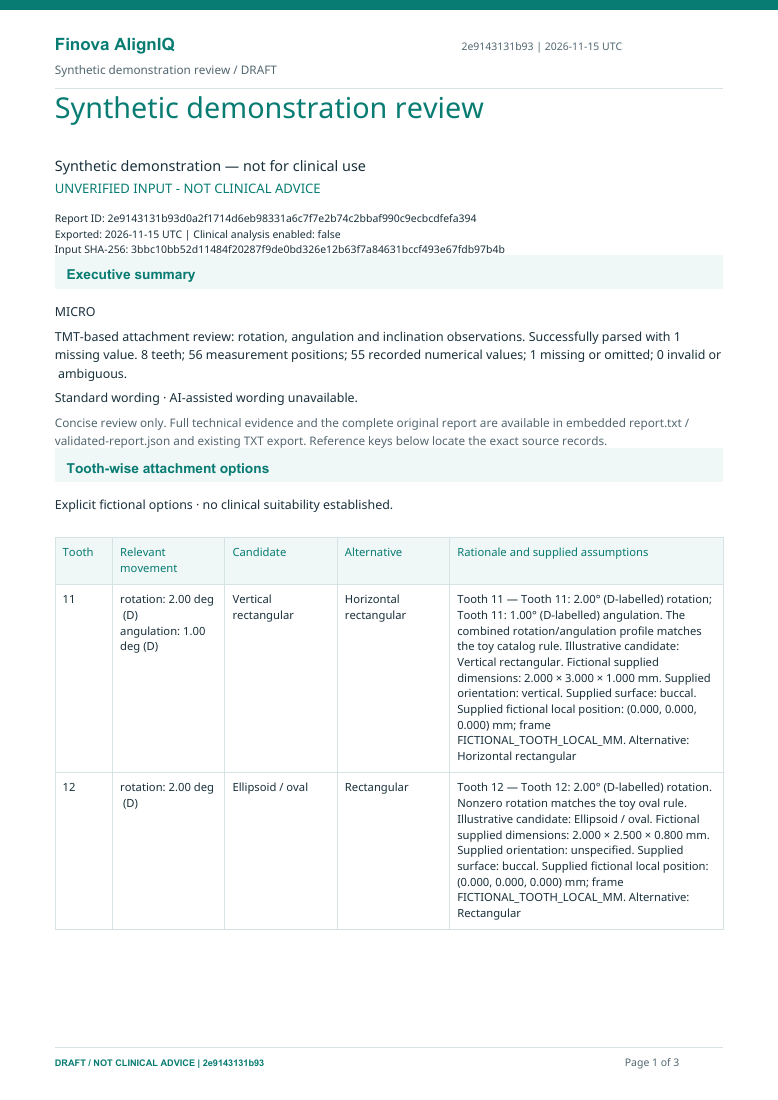 Finova AlignIQ
2e9143131b93 | 2026-11-15 UTC
Synthetic demonstration review / DRAFT
Synthetic demonstration review
Synthetic demonstration — not for clinical use
UNVERIFIED INPUT - NOT CLINICAL ADVICE
Report ID: 2e9143131b93d0a2f1714d6eb98331a6c7f7e2b74c2bbaf990c9ecbcdfefa394
Exported: 2026-11-15 UTC | Clinical analysis enabled: false
Input SHA-256: 3bbc10bb52d11484f20287f9de0bd326e12b63f7a84631bccf493e67fdb97b4b
Executive summary
MICRO
TMT-based attachment review: rotation, angulation and inclination observations. Successfully parsed with 1
missing value. 8 teeth; 56 measurement positions; 55 recorded numerical values; 1 missing or omitted; 0 invalid or
ambiguous.
Standard wording · AI-assisted wording unavailable.
Concise review only. Full technical evidence and the complete original report are available in embedded report.txt /
validated-report.json and existing TXT export. Reference keys below locate the exact source records.
Tooth-wise attachment options
Explicit fictional options · no clinical suitability established.
Tooth
Relevant
movement
Candidate
Alternative
Rationale and supplied assumptions
11
rotation: 2.00 deg
(D)
angulation: 1.00
deg (D)
Vertical
rectangular
Horizontal
rectangular
Tooth 11 — Tooth 11: 2.00° (D-labelled) rotation;
Tooth 11: 1.00° (D-labelled) angulation. The
combined rotation/angulation profile matches
the toy catalog rule. Illustrative candidate:
Vertical rectangular. Fictional supplied
dimensions: 2.000 × 3.000 × 1.000 mm. Supplied
orientation: vertical. Supplied surface: buccal.
Supplied fictional local position: (0.000, 0.000,
0.000) mm; frame
FICTIONAL_TOOTH_LOCAL_MM. Alternative:
Horizontal rectangular
12
rotation: 2.00 deg
(D)
Ellipsoid / oval
Rectangular
Tooth 12 — Tooth 12: 2.00° (D-labelled) rotation.
Nonzero rotation matches the toy oval rule.
Illustrative candidate: Ellipsoid / oval. Fictional
supplied dimensions: 2.000 × 2.500 × 0.800 mm.
Supplied orientation: unspecified. Supplied
surface: buccal. Supplied fictional local position:
(0.000, 0.000, 0.000) mm; frame
FICTIONAL_TOOTH_LOCAL_MM. Alternative:
Rectangular
DRAFT / NOT CLINICAL ADVICE | 2e9143131b93
Page 1 of 3